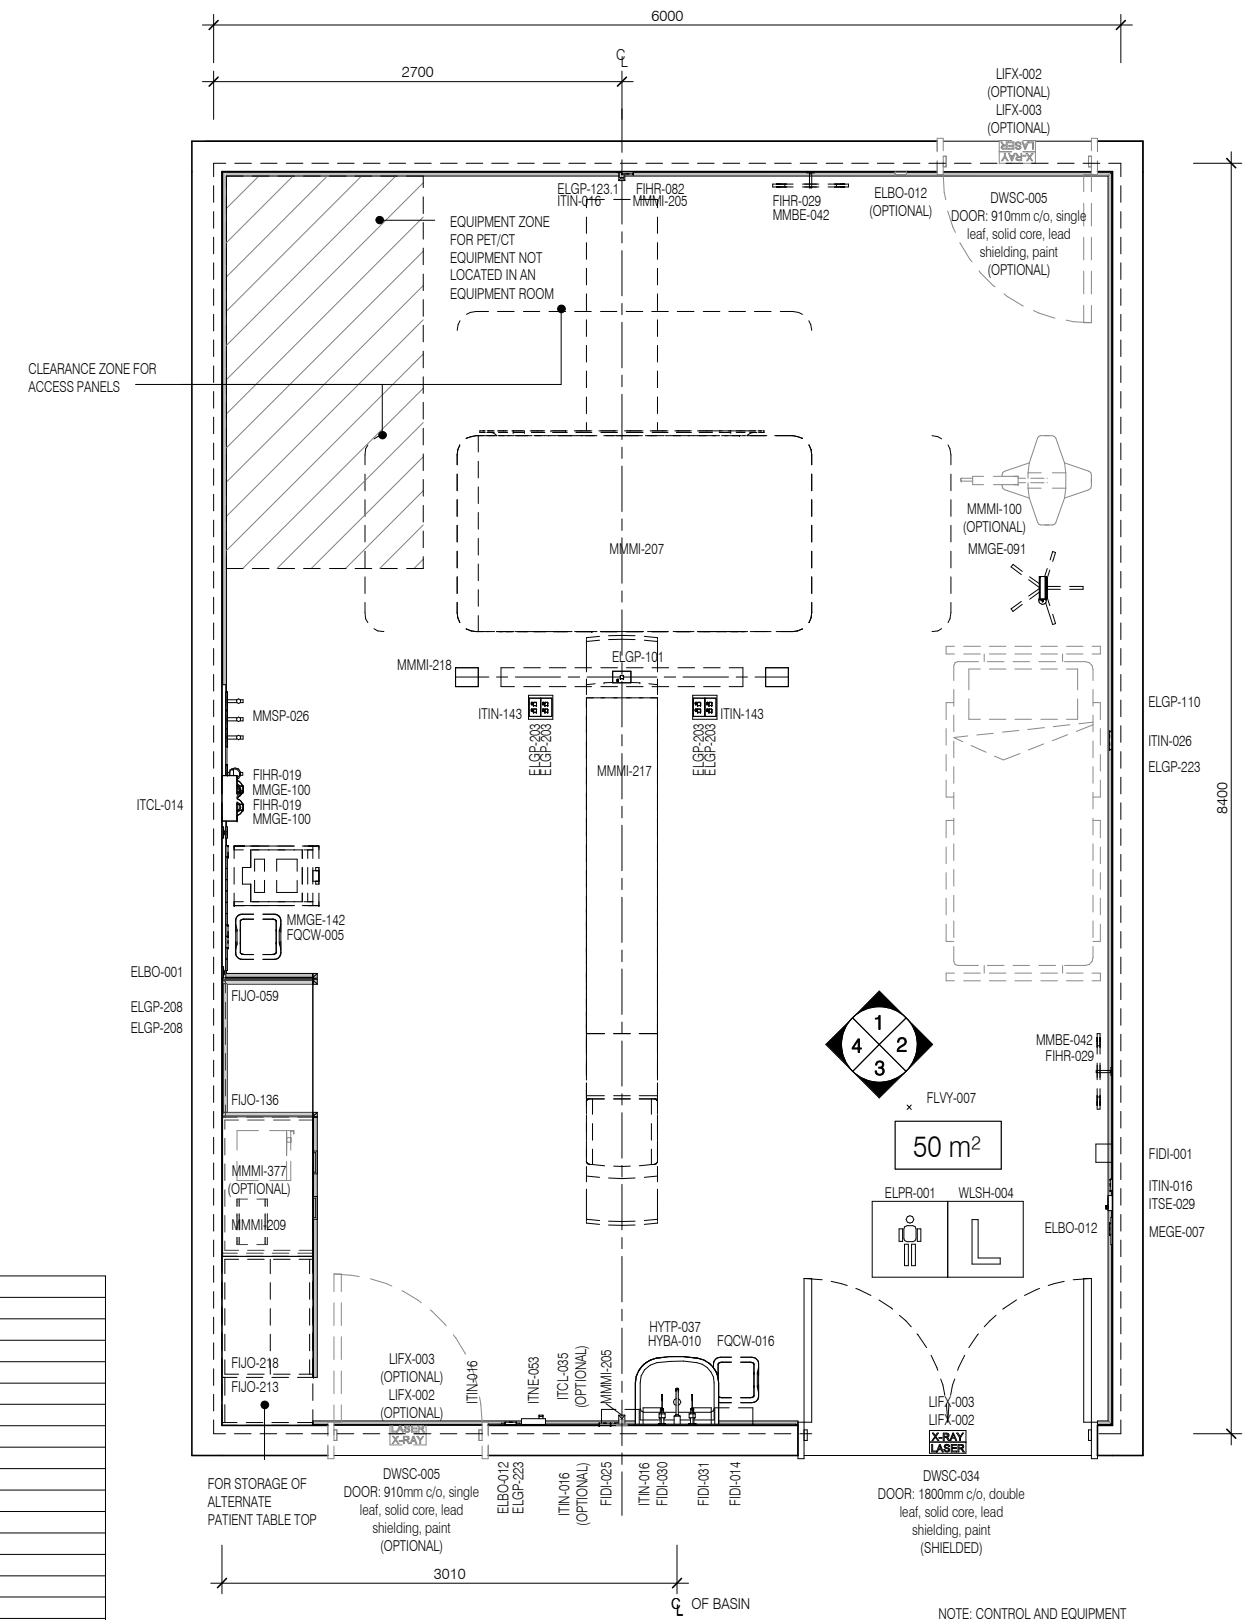 6000
C L
2700
LIFX-002
(OPTIONAL)
LIFX-003
(OPTIONAL)
LASER
X-RAY
ELGP-123.1
ITIN-016
FIHR-082
MMMI-205
FIHR-029
MMBE-042
ELBO-012
(OPTIONAL)
DWSC-005
DOOR: 910mm c/o, single
leaf, solid core, lead
shielding, paint
(OPTIONAL)
EQUIPMENT ZONE
FOR PET/CT
EQUIPMENT NOT
LOCATED IN AN
EQUIPMENT ROOM
CLEARANCE ZONE FOR
ACCESS PANELS
MMMI-100
(OPTIONAL)
MMGE-091
MMMI-207
MMMI-218
ELGP-101
ITIN-143
ITIN-143
ELGP-203
ELGP-203
ELGP-203
ELGP-203
MMMI-217
MMSP-026
ELGP-110
ITIN-026
ELGP-223
8400
FIHR-019
MMGE-100
FIHR-019
MMGE-100
ITCL-014
MMGE-142
FQCW-005
ELBO-001
ELGP-208
ELGP-208
FIJO-059
FIJO-136
1
2
3
4
MMBE-042
FIHR-029
FLVY-007
50 m²
FIDI-001
ITIN-016
ITSE-029
MEGE-007
ELPR-001
WLSH-004
L
ELBO-012
MMMI-377
(OPTIONAL)
MMMI-209
FIJO-218
FIJO-213
LIFX-003
(OPTIONAL)
LIFX-002
(OPTIONAL)
LASER
X-RAY
ITIN-016
ITNE-053
ITCL-035
(OPTIONAL)
MMMI-205
HYTP-037
HYBA-010
FQCW-016
LIFX-003
LIFX-002
X-RAY
LASER
FOR STORAGE OF
ALTERNATE
PATIENT TABLE TOP
DWSC-005
DOOR: 910mm c/o, single
leaf, solid core, lead
shielding, paint
(OPTIONAL)
ELBO-012
ELGP-223
ITIN-016
(OPTIONAL)
FIDI-025
ITIN-016
FIDI-030
FIDI-031
FIDI-014
DWSC-034
DOOR: 1800mm c/o, double
leaf, solid core, lead
shielding, paint
(SHIELDED)
3010
C L OF BASIN
NOTE: CONTROL AND EQUIPMENT